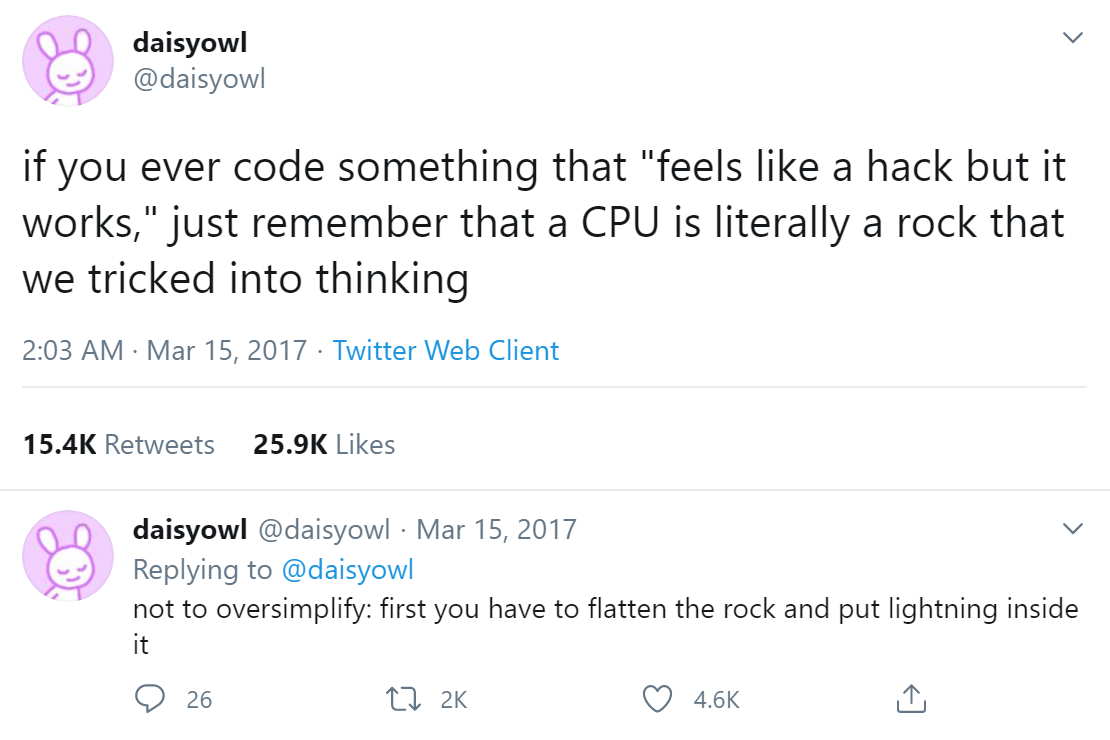 daisyowl
@daisyowl
if you ever code something that "feels like a hack but it
works," just remember that a CPU is literally a rock that
we tricked into thinking
2:03 AM · Mar 15, 2017 · Twitter Web Client
15.4K Retweets 25.9K Likes
daisyowl @daisyowl · Mar 15, 2017
Replying to @daisyowl
not to oversimplify: first you have to flatten the rock and put lightning inside
it
26 2K 4.6K